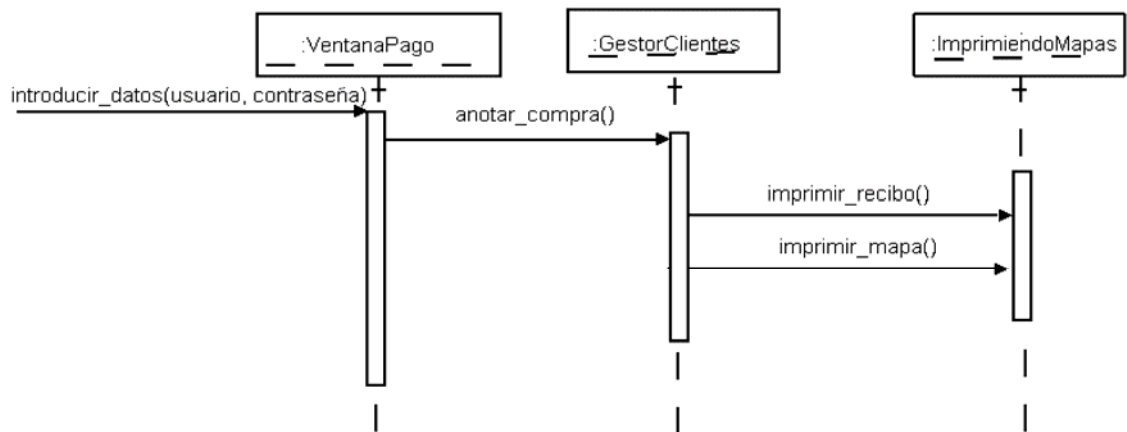 :VentanaPago
:GestorClientes
:ImprimiendoMapas
introducir_datos(usuario, contraseña)
anotar_compra()
imprimir_recibo()
imprimir_mapa()